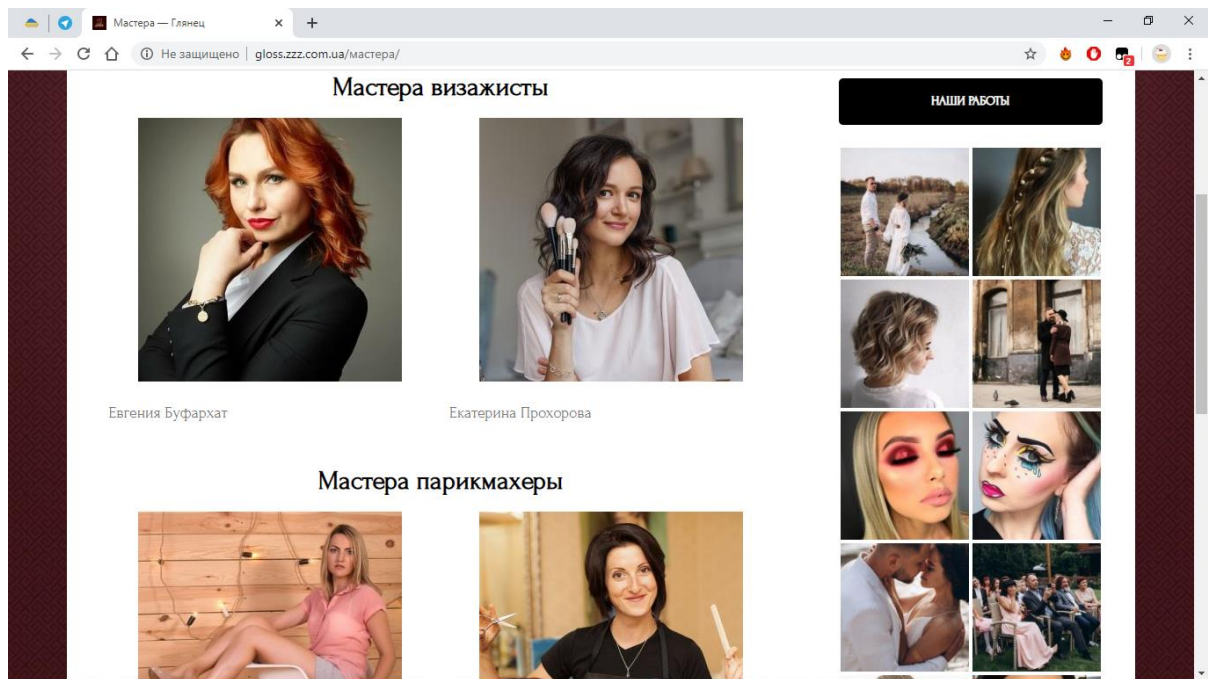 Мастера — Глянец
Не защищено
gloss.zzz.com.ua/мастера/
2
Мастера визажисты
НАШИ РАБОТЫ
Евгения Буфархат
Екатерина Прохорова
Мастера парикмахеры